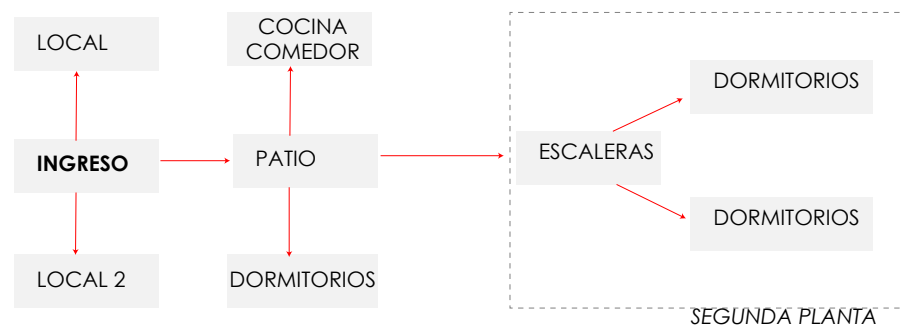 LOCAL
COCINA
COMEDOR
DORMITORIOS
INGRESO
PATIO
ESCALERAS
DORMITORIOS
LOCAL 2
DORMITORIOS
SEGUNDA PLANTA